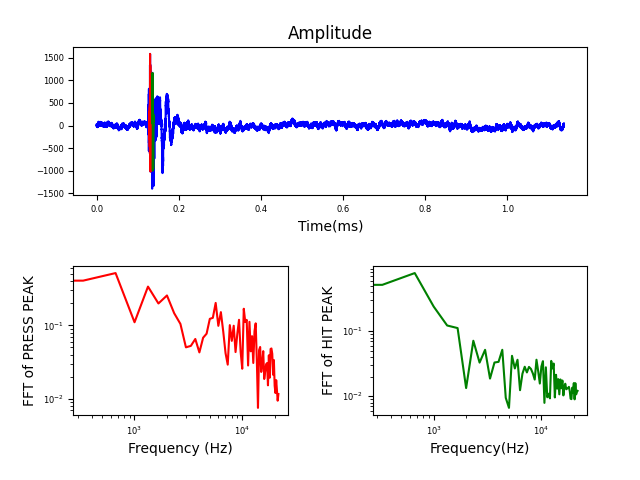 Amplitude
1500
1000
500
0
−500
−1000
−1500
0.0 0.2 0.4 0.6 0.8 1.0
Time(ms)
FFT of PRESS PEAK
10⁻¹
10⁻²
10³ 10⁴
Frequency (Hz)
FFT of HIT PEAK
10⁻¹
10⁻²
10³ 10⁴
Frequency(Hz)